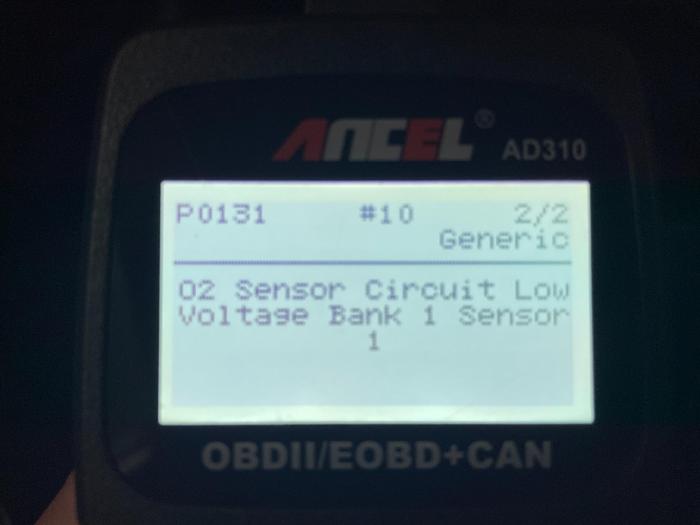 ANCEL®
AD310
P0131 #10 2/2
Generic
O2 Sensor Circuit Low
Voltage Bank 1 Sensor
1
OBDII/EOBD+CAN